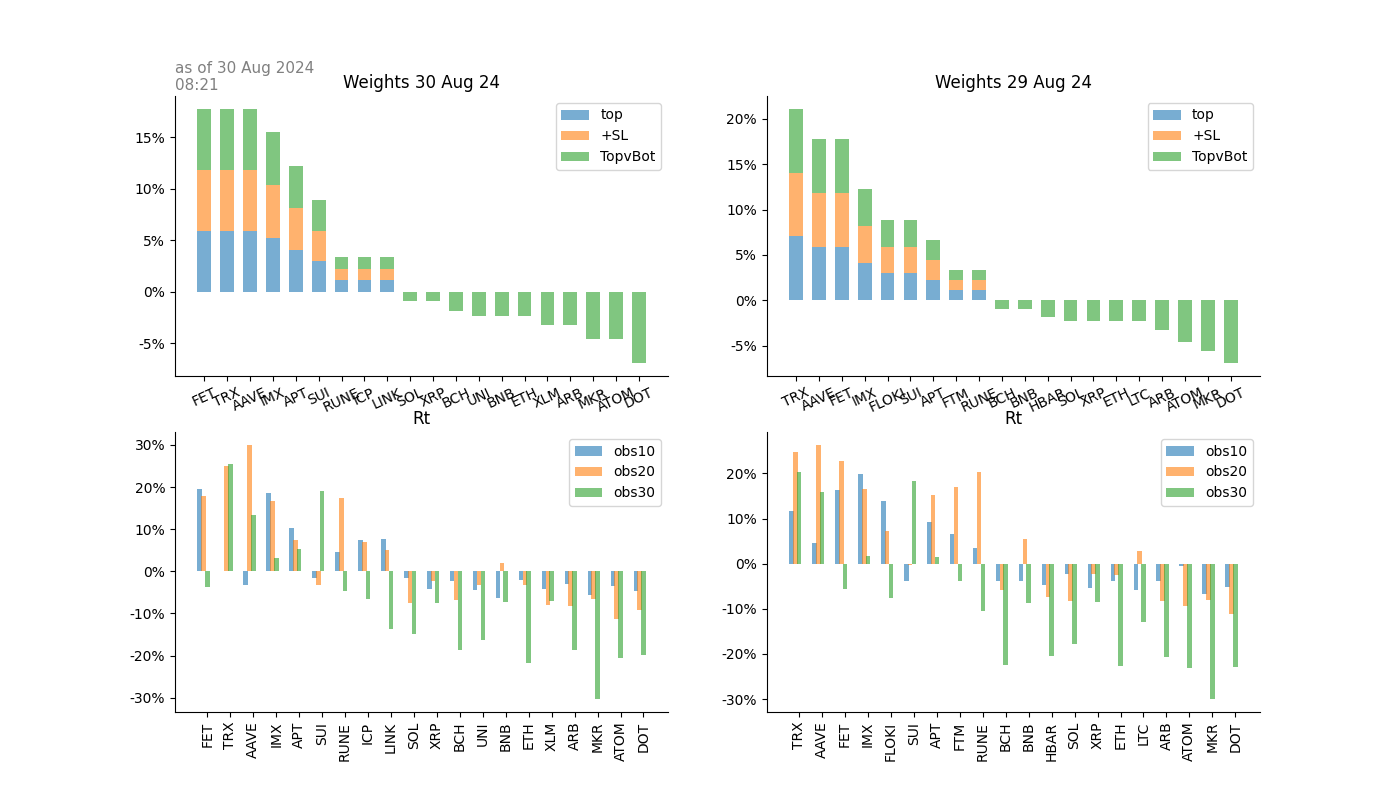 as of 30 Aug 2024
08:21
Weights 30 Aug 24
top
+SL
TopvBot
15%
10%
5%
0%
-5%
FET TRX AAVE IMX APT SUI RUNE ICP LINK SOL XRP BCH UNI BNB ETH XLM ARB MKR ATOM DOT
Weights 29 Aug 24
top
+SL
TopvBot
20%
15%
10%
5%
0%
-5%
TRX AAVE FET IMX FLOKI SUI APT FTM RUNE BCH BNB HBAR SOL XRP ETH LTC ARB ATOM MKR DOT
Rt
obs10
obs20
obs30
30%
20%
10%
0%
-10%
-20%
-30%
FET TRX AAVE IMX APT SUI RUNE ICP LINK SOL XRP BCH UNI BNB ETH XLM ARB MKR ATOM DOT
Rt
obs10
obs20
obs30
20%
10%
0%
-10%
-20%
-30%
TRX AAVE FET IMX FLOKI SUI APT FTM RUNE BCH BNB HBAR SOL XRP ETH LTC ARB ATOM MKR DOT